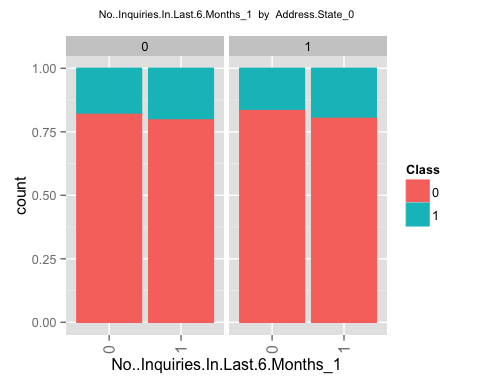 No..Inquiries.In.Last.6.Months_1 by Address.State_0
0 1
1.00
0.75
0.50
0.25
0.00
count
0 1 0 1
No..Inquiries.In.Last.6.Months_1
Class
0
1